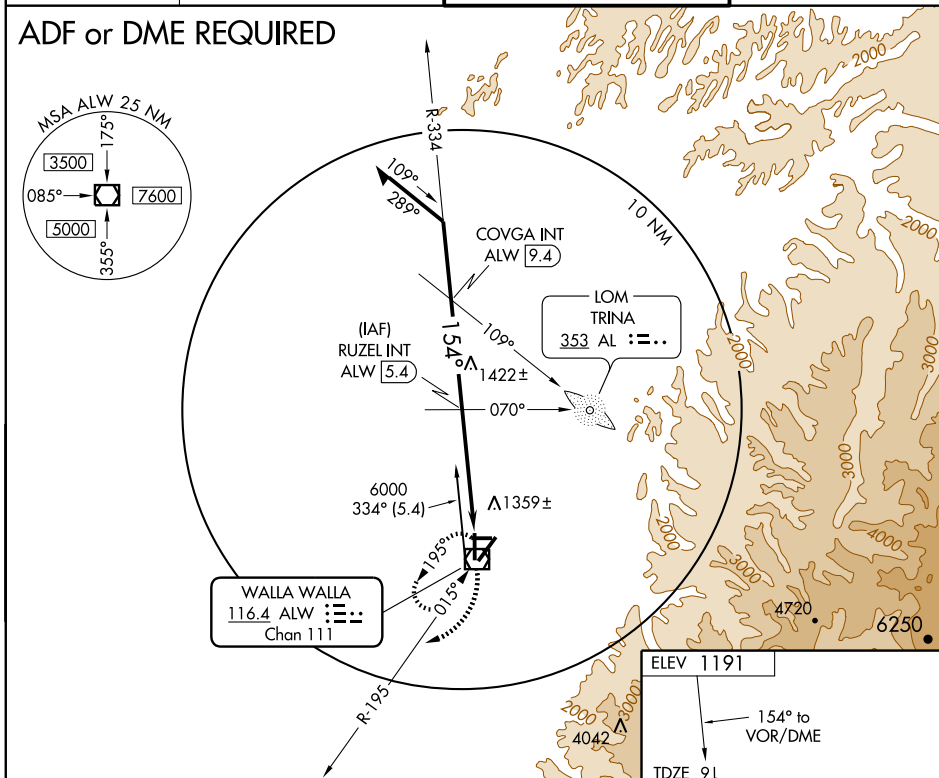 ADF or DME REQUIRED
MSA ALW 25 NM
175°
3500
085°
7600
5000
355°
R-334
109°
289°
10 NM
COVGA INT
ALW 9.4
LOM
TRINA
353 AL
109°
(IAF)
RUZEL INT
ALW 5.4
154°
1422±
070°
6000
334° (5.4)
1359±
195°
015°
WALLA WALLA
116.4 ALW
Chan 111
R-195
2000
2000
2000
3000
3000
2000
3000
4000
4720
6250
2000
3000
4042
ELEV 1191
154° to
VOR/DME
TDZE 9L